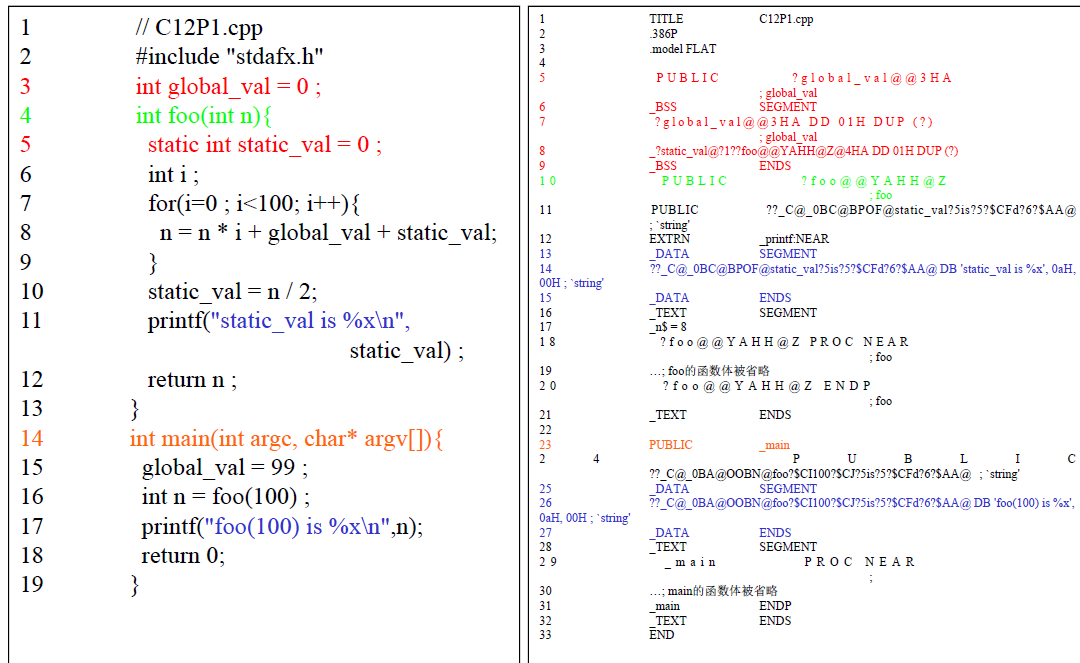 1 // C12P1.cpp
2 #include "stdafx.h"
3 int global_val = 0 ;
4 int foo(int n){
5 static int static_val = 0 ;
6 int i ;
7 for(i=0 ; i<100; i++){
8 n = n * i + global_val + static_val;
9 }
10 static_val = n / 2;
11 printf("static_val is %x\n",
static_val) ;
12 return n ;
13 }
14 int main(int argc, char* argv[]){
15 global_val = 99 ;
16 int n = foo(100) ;
17 printf("foo(100) is %x\n",n);
18 return 0;
19 }
1 TITLE C12P1.cpp
2 .386P
3 .model FLAT
4
5 PUBLIC ?global_val@@3HA
; global_val
6 _BSS SEGMENT
7 ?global_val@@3HA DD 01H DUP (?)
; global_val
8 _?static_val@?1??foo@@YAHH@Z@4HA DD 01H DUP (?)
9 _BSS ENDS
10 PUBLIC ?foo@@YAHH@Z
; foo
11 PUBLIC ??_C@_0BC@BPOF@static_val?5is?5?$CFd?6?$AA@
; `string'
12 EXTRN _printf:NEAR
13 _DATA SEGMENT
14 ??_C@_0BC@BPOF@static_val?5is?5?$CFd?6?$AA@ DB 'static_val is %x', 0aH,
00H ; `string'
15 _DATA ENDS
16 _TEXT SEGMENT
17 _n$ = 8
18 ?foo@@YAHH@Z PROC NEAR
; foo
19 …; foo的函数体被省略
20 ?foo@@YAHH@Z ENDP
; foo
21 _TEXT ENDS
22
23 PUBLIC _main
24 PUBLIC
??_C@_0BA@OOBN@foo?$CI100?$CJ?5is?5?$CFd?6?$AA@ ; `string'
25 _DATA SEGMENT
26 ??_C@_0BA@OOBN@foo?$CI100?$CJ?5is?5?$CFd?6?$AA@ DB 'foo(100) is %x',
0aH, 00H ; `string'
27 _DATA ENDS
28 _TEXT SEGMENT
29 _main PROC NEAR
;
30 …; main的函数体被省略
31 _main ENDP
32 _TEXT ENDS
33 END